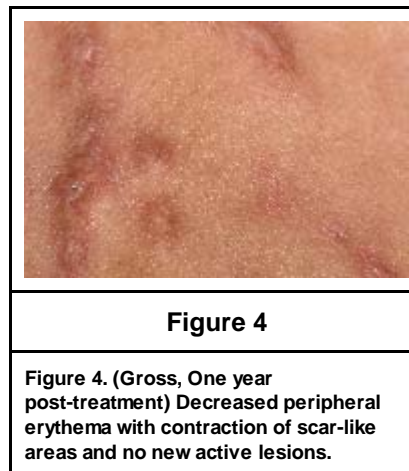 Figure 4
Figure 4. (Gross, One year
post-treatment) Decreased peripheral
erythema with contraction of scar-like
areas and no new active lesions.